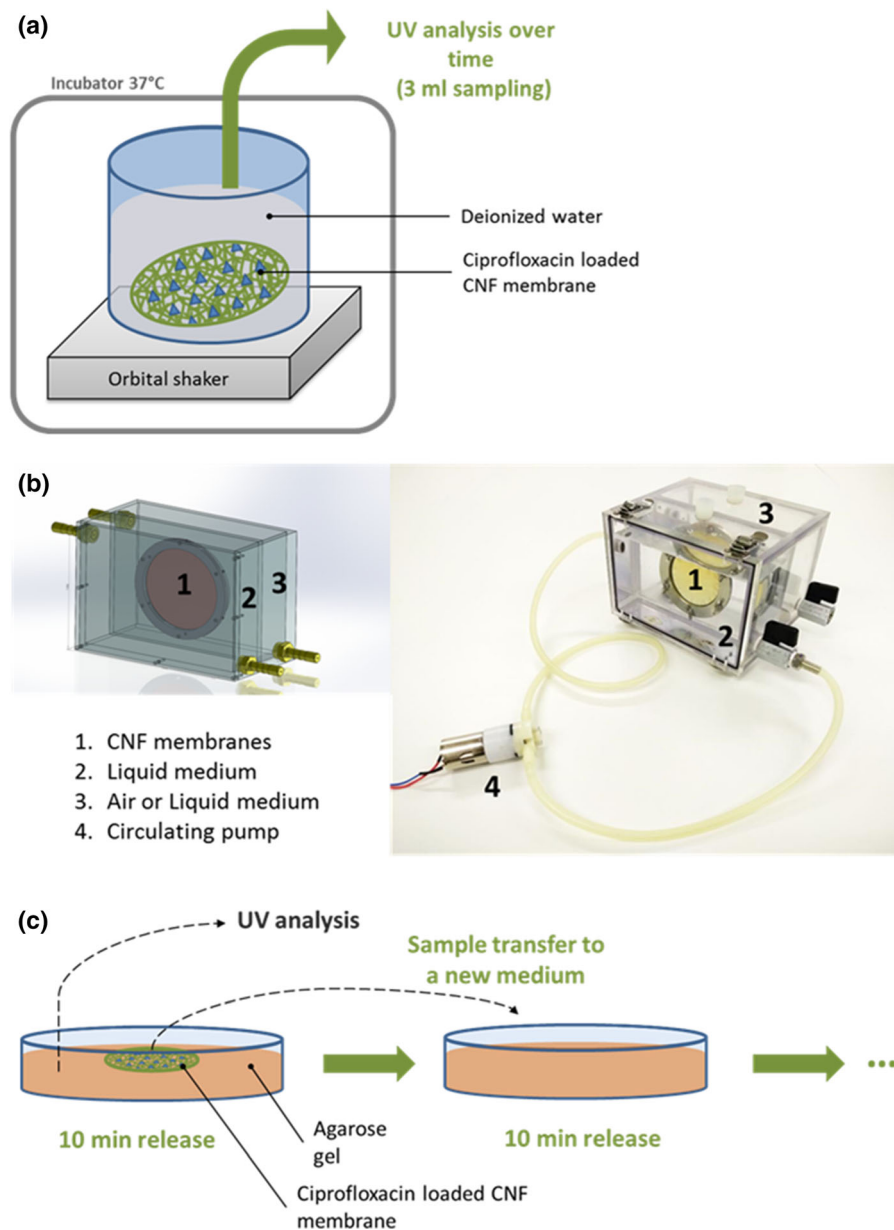 (a)
UV analysis over
time
(3 ml sampling)
Incubator 37°C
Deionized water
Ciprofloxacin loaded
CNF membrane
Orbital shaker
(b)
1
2
3
1. CNF membranes
2. Liquid medium
3. Air or Liquid medium
4. Circulating pump
3
1
2
4
(c)
UV analysis
Sample transfer to
a new medium
10 min release
Agarose
gel
10 min release
Ciprofloxacin loaded CNF
membrane